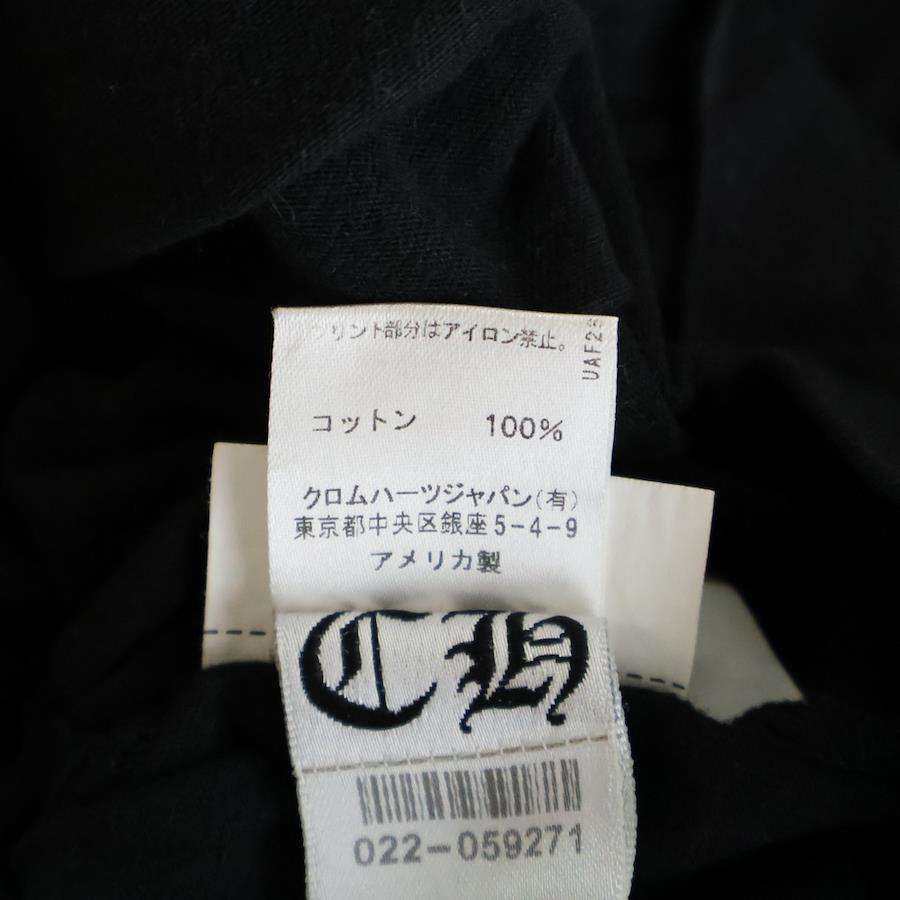 プリント部分はアイロン禁止。
コットン 100%
クロムハーツジャパン(有)
東京都中央区銀座5-4-9
アメリカ製
CH
022-059271